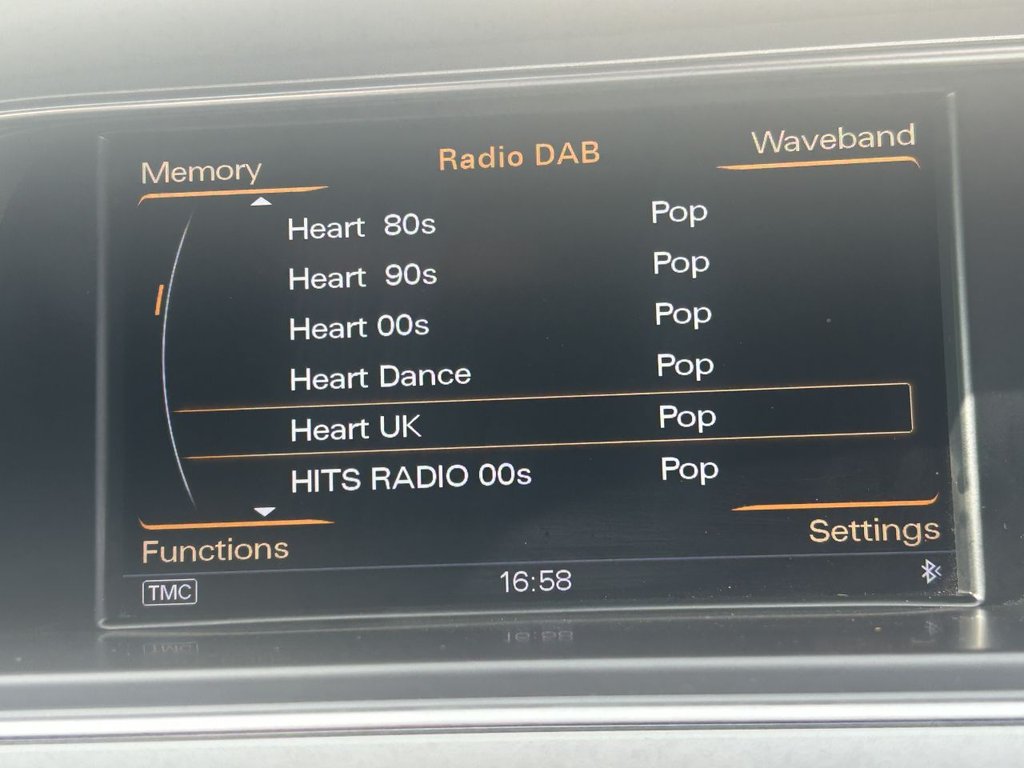 Memory Radio DAB Waveband
Heart 80s Pop
Heart 90s Pop
Heart 00s Pop
Heart Dance Pop
Heart UK Pop
HITS RADIO 00s Pop
Functions Settings
TMC 16:58